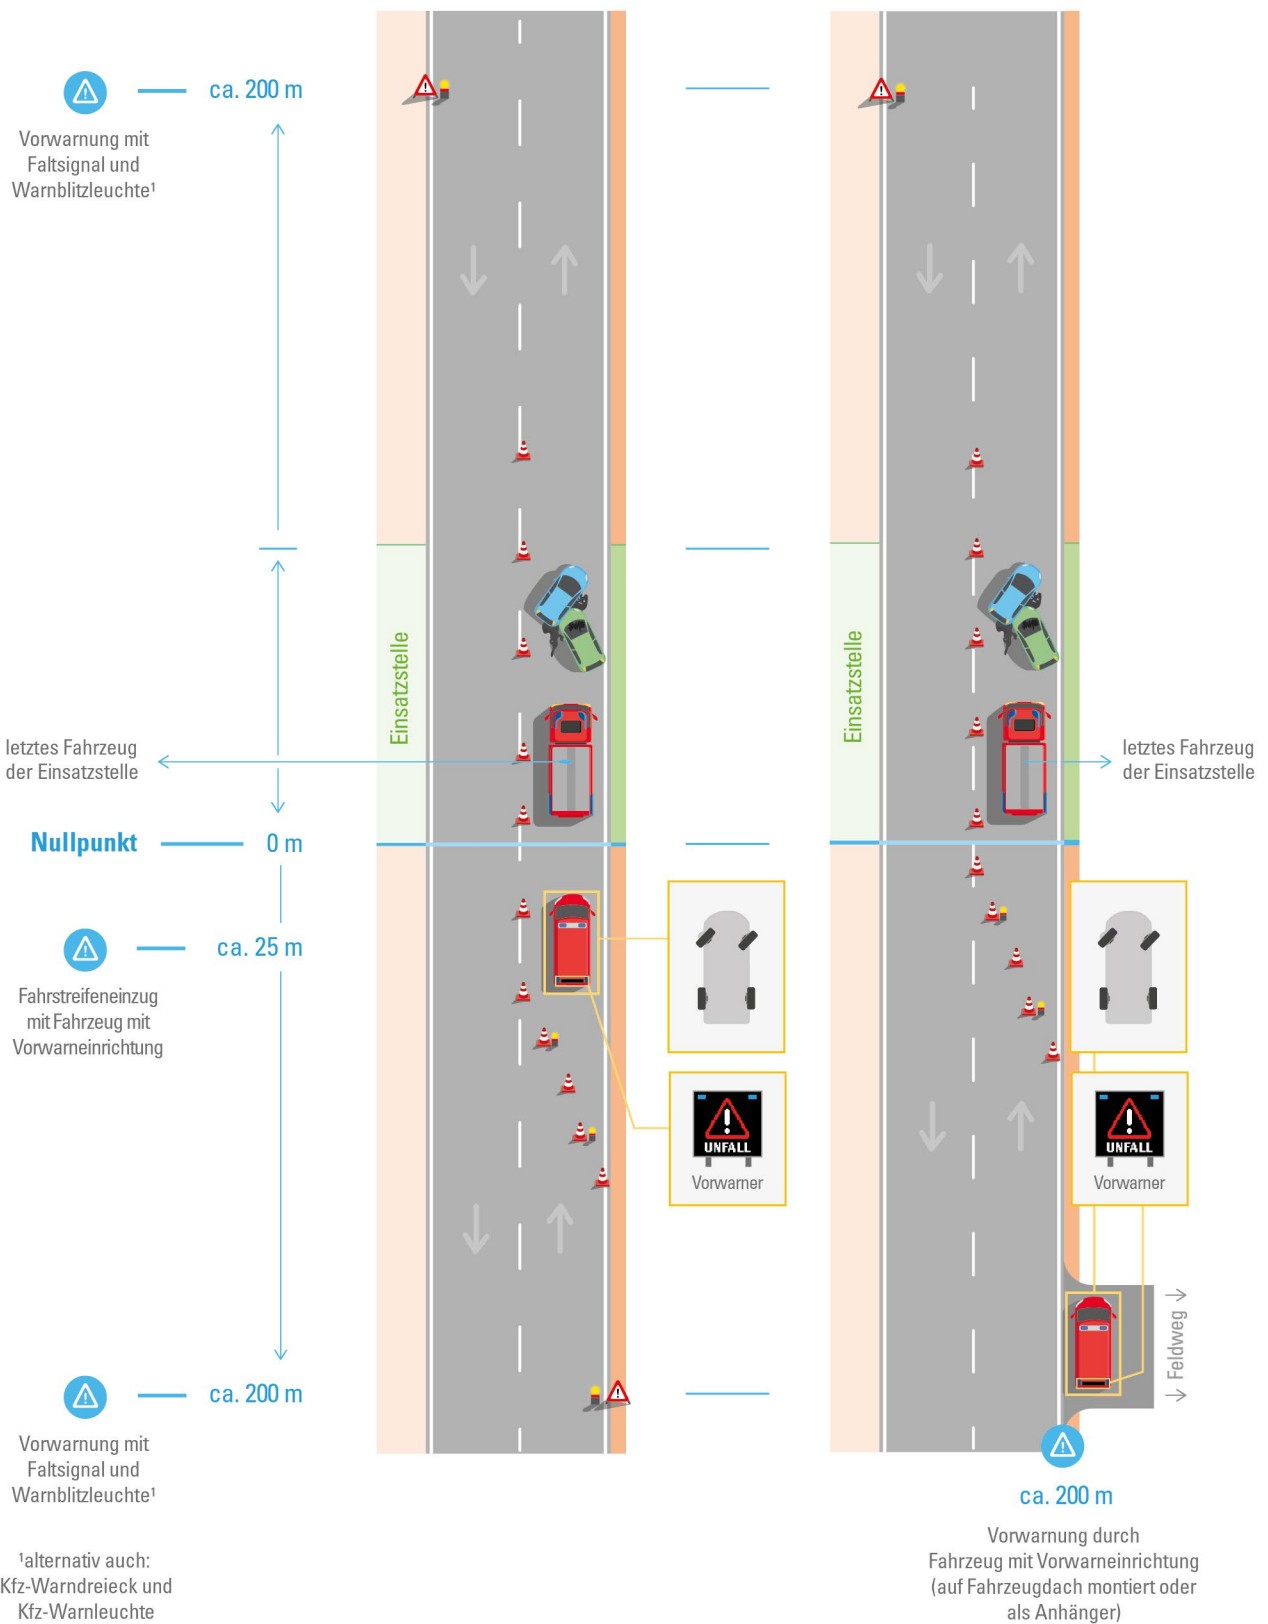 ca. 200 m
Vorwarnung mit
Faltsignal und
Warnblitzleuchte¹
Einsatzstelle
Einsatzstelle
letztes Fahrzeug
der Einsatzstelle
letztes Fahrzeug
der Einsatzstelle
Nullpunkt
0 m
ca. 25 m
Fahrstreifeneinzug
mit Fahrzeug mit
Vorwarneinrichtung
UNFALL
Vorwarner
UNFALL
Vorwarner
Feldweg
ca. 200 m
Vorwarnung mit
Faltsignal und
Warnblitzleuchte¹
¹alternativ auch:
Kfz-Warndreieck und
Kfz-Warnleuchte
ca. 200 m
Vorwarnung durch
Fahrzeug mit Vorwarneinrichtung
(auf Fahrzeugdach montiert oder
als Anhänger)